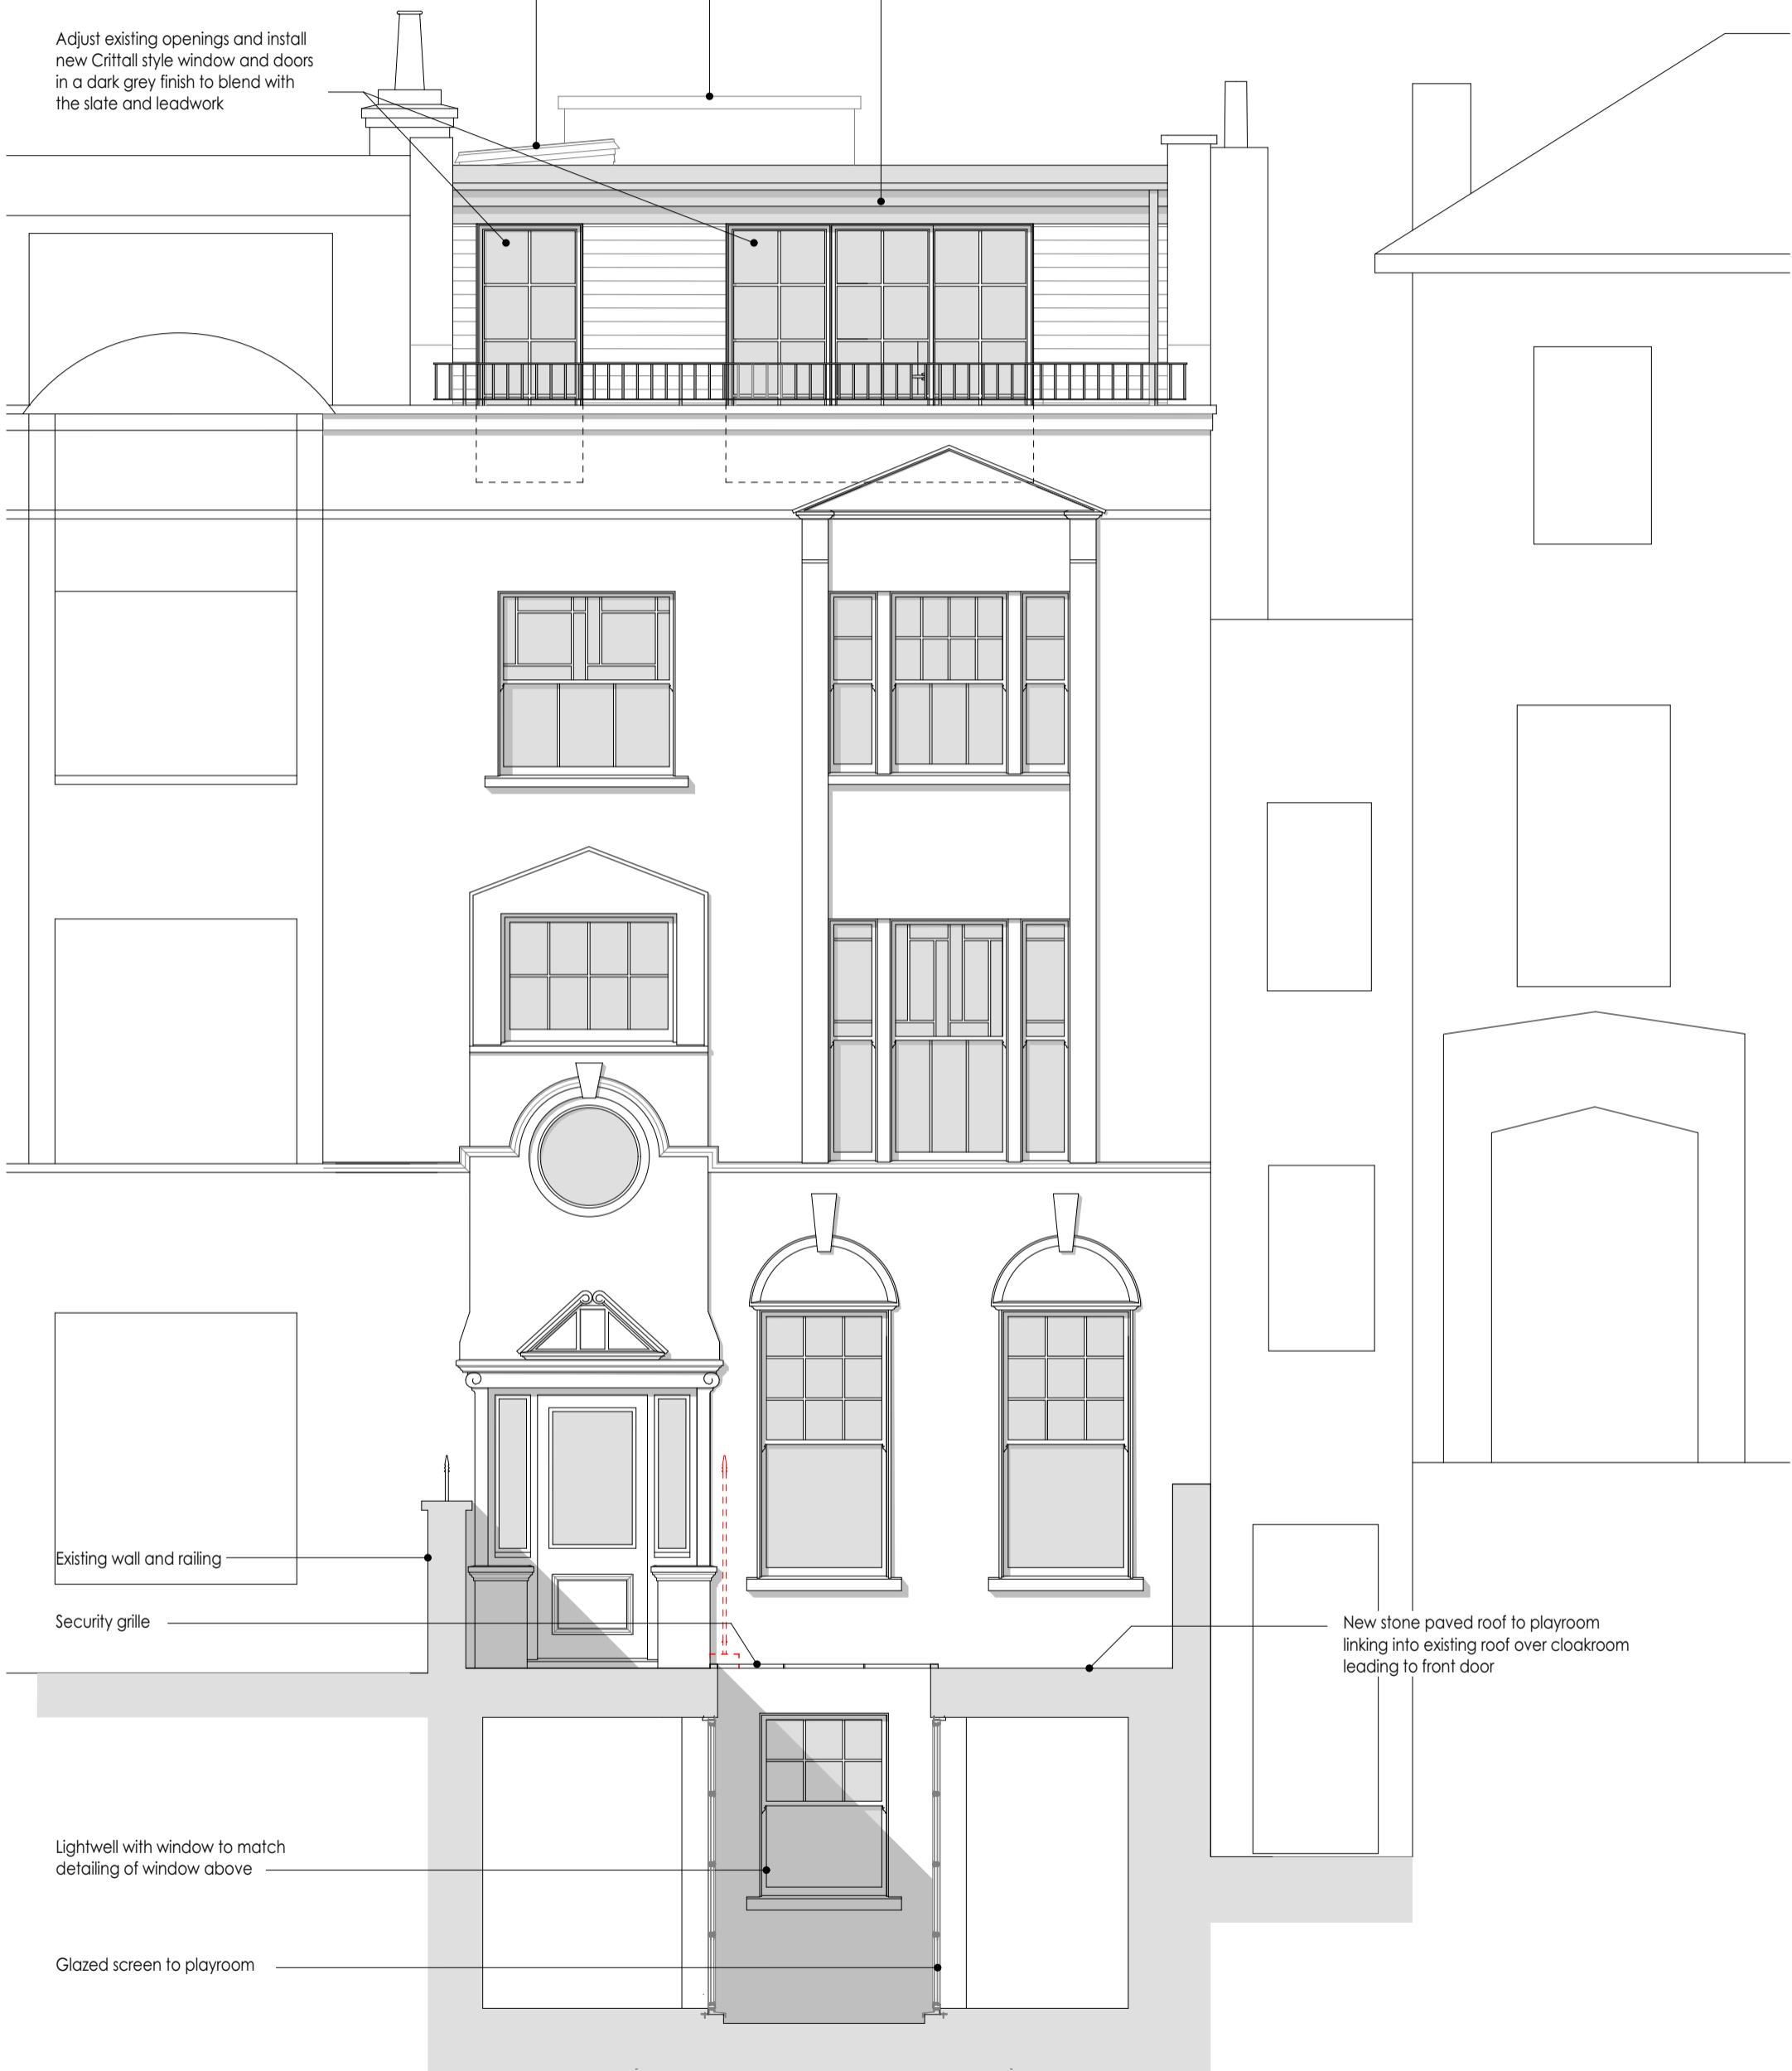 Adjust existing openings and install
new Crittall style window and doors
in a dark grey finish to blend with
the slate and leadwork
Existing wall and railing
Security grille
New stone paved roof to playroom
linking into existing roof over cloakroom
leading to front door
Lightwell with window to match
detailing of window above
Glazed screen to playroom